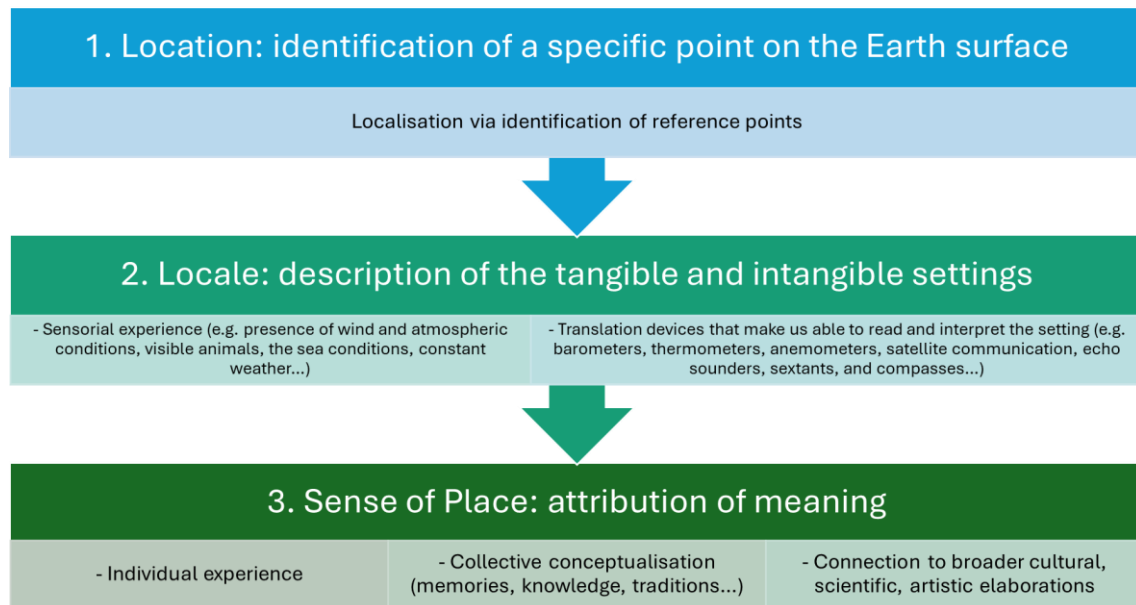 1. Location: identification of a specific point on the Earth surface
Localisation via identification of reference points
2. Locale: description of the tangible and intangible settings
- Sensorial experience (e.g. presence of wind and atmospheric
conditions, visible animals, the sea conditions, constant
weather...)
- Translation devices that make us able to read and interpret the setting (e.g.
barometers, thermometers, anemometers, satellite communication, echo
sounders, sextants, and compasses...)
3. Sense of Place: attribution of meaning
- Individual experience
- Collective conceptualisation
(memories, knowledge, traditions...)
- Connection to broader cultural,
scientific, artistic elaborations